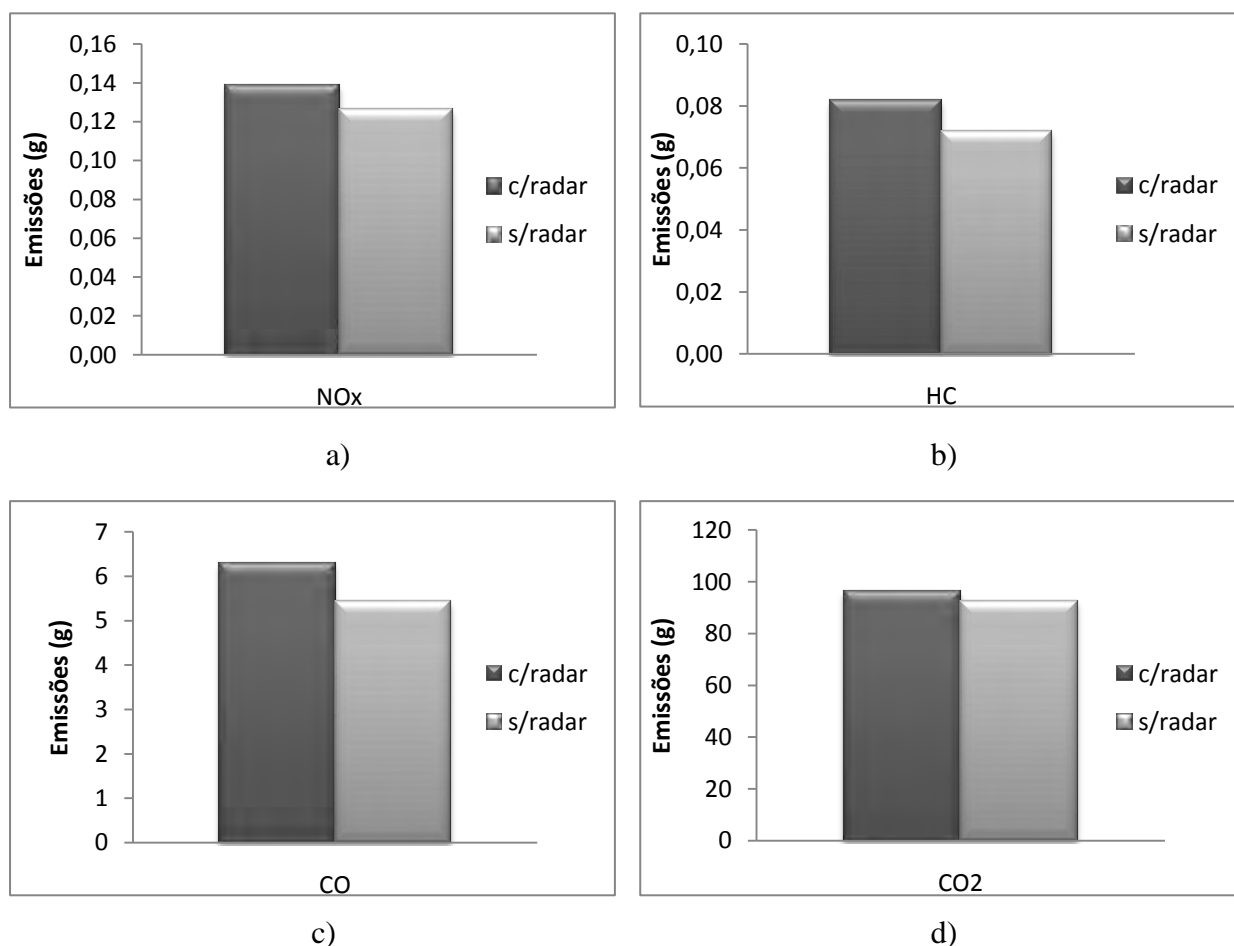 Emissões (g)
0,16
0,14
0,12
0,10
0,08
0,06
0,04
0,02
0,00
NOx
c/radar
s/radar
a)
Emissões (g)
0,10
0,08
0,06
0,04
0,02
0,00
HC
c/radar
s/radar
b)
Emissões (g)
7
6
5
4
3
2
1
0
CO
c/radar
s/radar
c)
Emissões (g)
120
100
80
60
40
20
0
CO2
c/radar
s/radar
d)